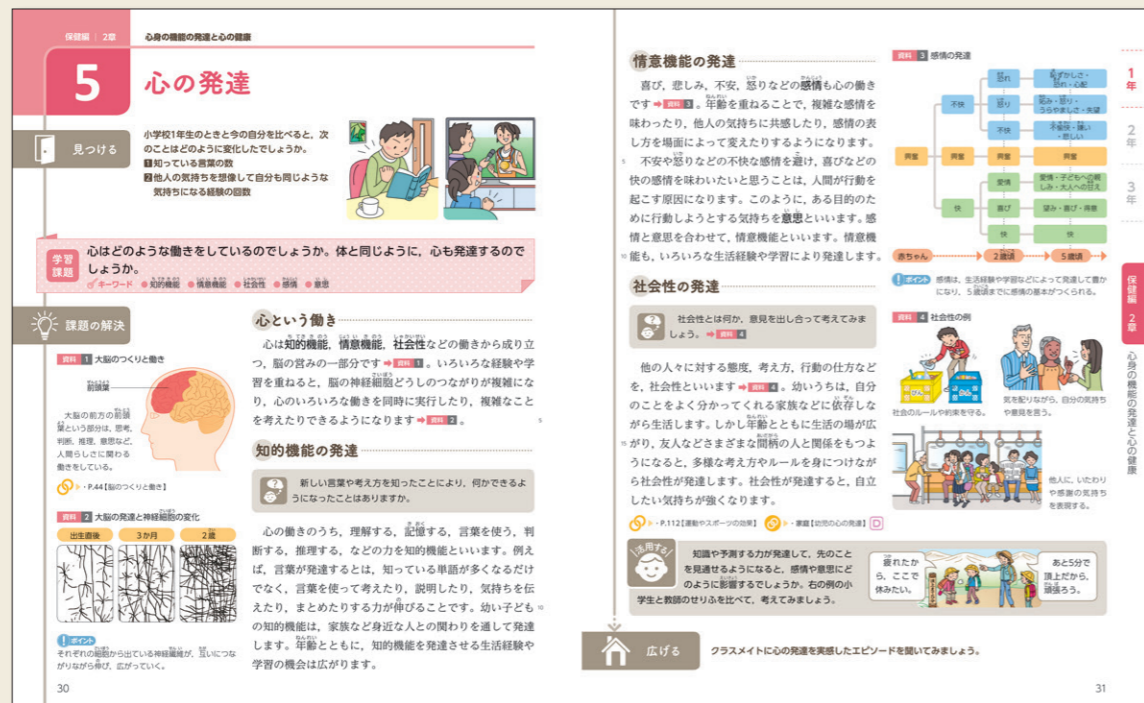 保健編 2章 心身の機能の発達と心の健康
5 心の発達
見つける
小学校1年生のときと今の自分を比べると，次
のことはどのように変化したでしょうか。
1知っている言葉の数
2他人の気持ちを想像して自分も同じような
気持ちになる経験の回数
学習
課題
心はどのような働きをしているのでしょうか。体と同じように，心も発達するので
しょうか。
キーワード ●知的機能 ●情意機能 ●社会性 ●感情 ●意思
課題の解決
資料 1 大脳のつくりと働き
前頭葉
大脳の前方の前頭
葉という部分は，思考，
判断，推理，意思など，
人間らしさに関わる
働きをしている。
・P.44【脳のつくりと働き】
資料 2 大脳の発達と神経細胞の変化
出生直後 3か月 2歳
ポイント
それぞれの細胞から出ている神経繊維が，互いにつな
がりながら伸び，広がっていく。
30
心という働き
心は知的機能，情意機能，社会性などの働きから成り立
つ，脳の営みの一部分です➡資料 1。いろいろな経験や学
習を重ねると，脳の神経細胞どうしのつながりが複雑にな
り，心のいろいろな働きを同時に実行したり，複雑なこと
を考えたりできるようになります➡資料 2。
5
知的機能の発達
新しい言葉や考え方を知ったことにより，何かできるよ
うになったことはありますか。
心の働きのうち，理解する，記憶する，言葉を使う，判
断する，推理する，などの力を知的機能といいます。例え
ば，言葉が発達するとは，知っている単語が多くなるだけ
でなく，言葉を使って考えたり，説明したり，気持ちを伝
えたり，まとめたりする力が伸びることです。幼い子ども
10
の知的機能は，家族など身近な人との関わりを通して発達
します。年齢とともに，知的機能を発達させる生活経験や
学習の機会は広がります。
情意機能の発達
喜び，悲しみ，不安，怒りなどの感情も心の働き
です➡資料 3。年齢を重ねることで，複雑な感情を
味わったり，他人の気持ちに共感したり，感情の表
し方を場面によって変えたりするようになります。
5 不安や怒りなどの不快な感情を避け，喜びなどの
快の感情を味わいたいと思うことは，人間が行動を
起こす原因になります。このように，ある目的のた
めに行動しようとする気持ちを意思といいます。感
情と意思を合わせて，情意機能といいます。情意機
10 能も，いろいろな生活経験や学習により発達します。
社会性の発達
社会性とは何か，意見を出し合って考えてみま
しょう。➡資料 4
他の人々に対する態度，考え方，行動の仕方など
を，社会性といいます➡資料 4。幼いうちは，自分
のことをよく分かってくれる家族などに依存しな
がら生活します。しかし年齢とともに生活の場が広
15 がり，友人などさまざまな間柄の人と関係をもつよ
うになると，多様な考え方やルールを身につけなが
ら社会性が発達します。社会性が発達すると，自立
したい気持ちが強くなります。
・P.112【運動やスポーツの効果】 ・家庭【幼児の心の発達】 D
資料 3 感情の発達
恐れ
恥ずかしさ・
恐れ・心配
不快
怒り
妬み・怒り・
うらやましさ・失望
不快
不愉快・嫌い
・悲しい
興奮 興奮 興奮 興奮
愛情
愛情・子どもへの親
しみ・大人への甘え
快 喜び 望み・喜び・得意
快 快
赤ちゃん 2歳頃 5歳頃
ポイント 感情は，生活経験や学習などによって発達して豊か
になり，5歳頃までに感情の基本がつくられる。
資料 4 社会性の例
社会のルールや約束を守る。
気を配りながら，自分の気持ち
や意見を言う。
他人に，いたわり
や感謝の気持ち
を表現する。
活用する
知識や予測する力が発達して，先のこと
を見通せるようになると，感情や意思にど
のように影響するでしょうか。右の例の小
学生と教師のせりふを比べて，考えてみましょう。
疲れたか
ら，ここで
休みたい。
あと5分で
頂上だから，
頑張ろう。
広げる
クラスメイトに心の発達を実感したエピソードを聞いてみましょう。
31
1年
2年
3年
保健編 2章
心身の機能の発達と心の健康